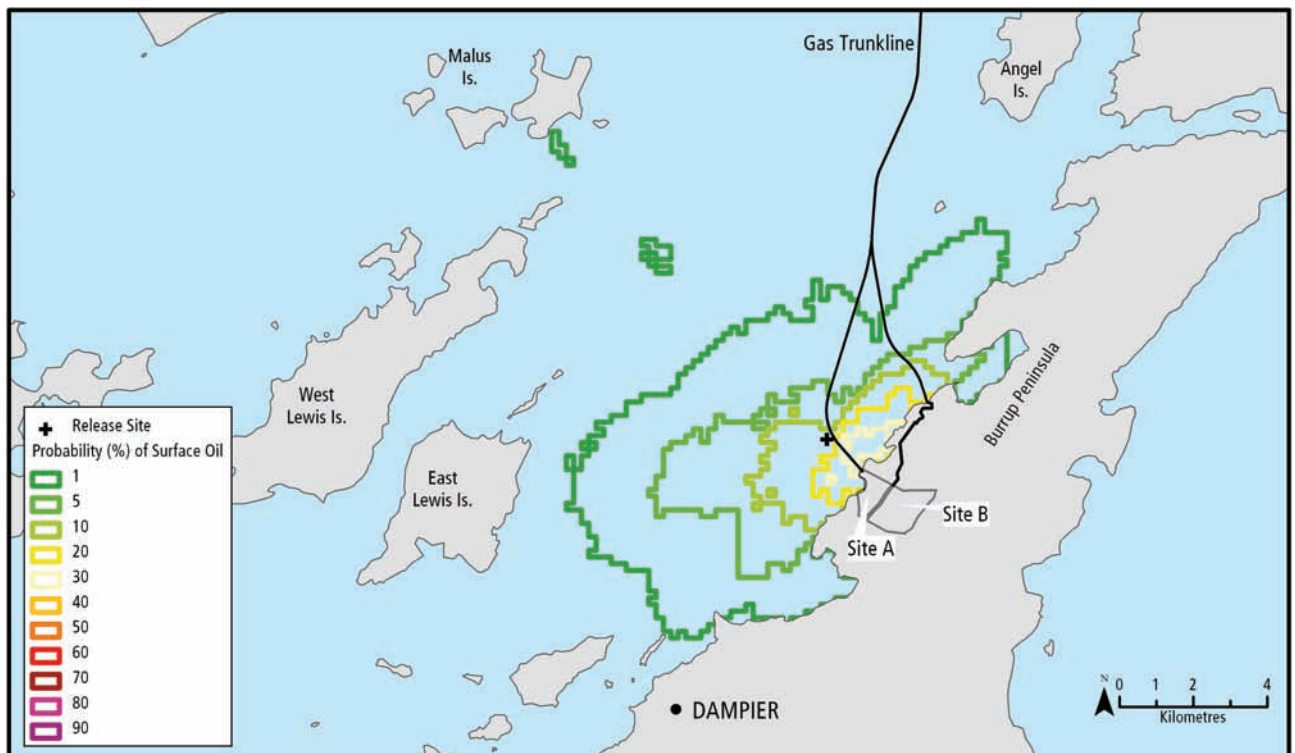 Gas Trunkline
Malus
Is.
Angel
Is.
West
Lewis Is.
East
Lewis Is.
Burrup Peninsula
Site B
Site A
DAMPIER
Release Site
Probability (%) of Surface Oil
1
5
10
20
30
40
50
60
70
80
90
N
0 1 2 4
Kilometres